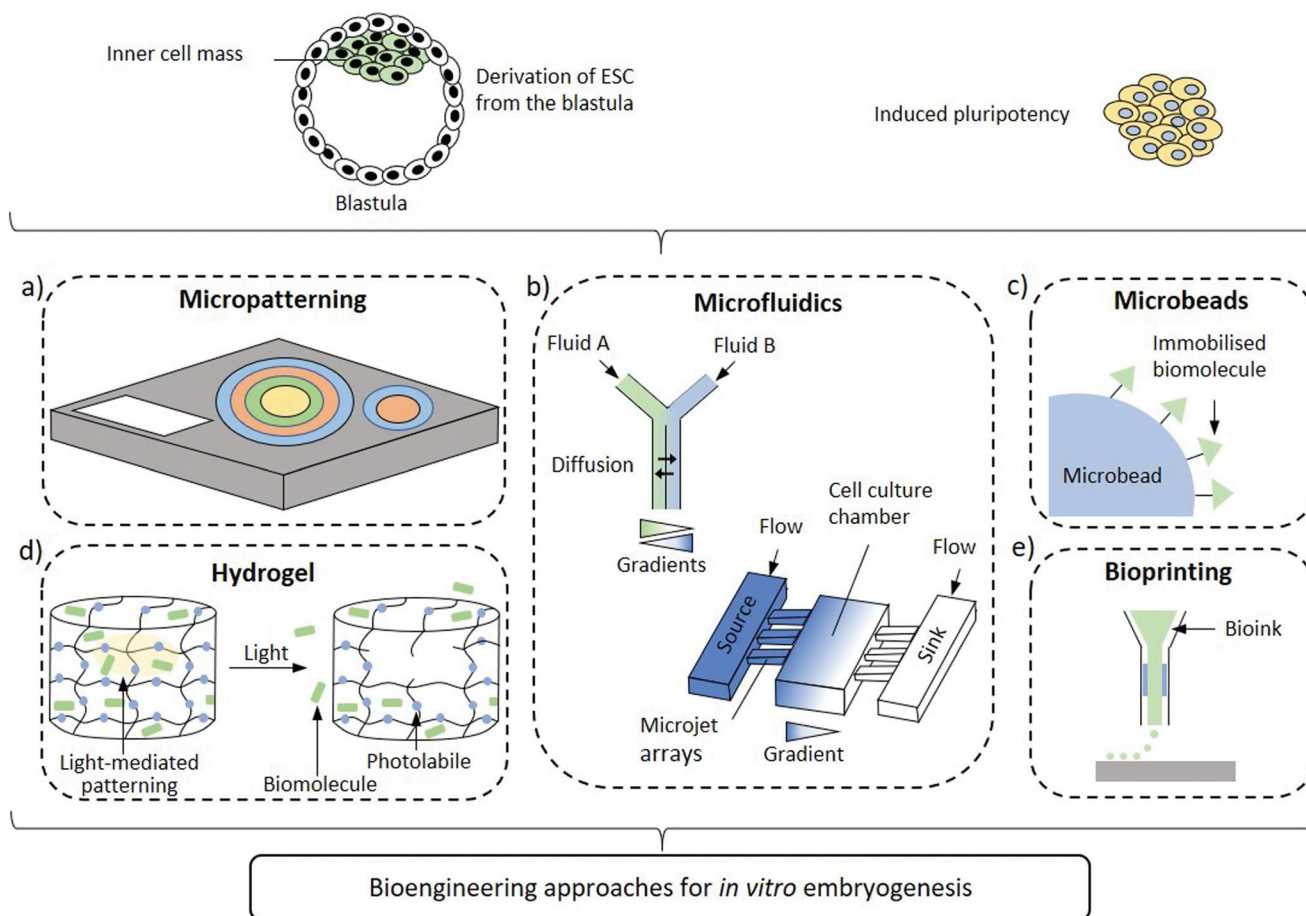 Inner cell mass
Derivation of ESC
from the blastula
Blastula
Induced pluripotency
a)
Micropatterning
b)
Microfluidics
Fluid A
Fluid B
Diffusion
Gradients
Cell culture
chamber
Flow
Flow
Source
Sink
Microjet
arrays
Gradient
c)
Microbeads
Immobilised
biomolecule
Microbead
d)
Hydrogel
Light
Light-mediated
patterning
Biomolecule
Photolabile
e)
Bioprinting
Bioink
Bioengineering approaches for in vitro embryogenesis